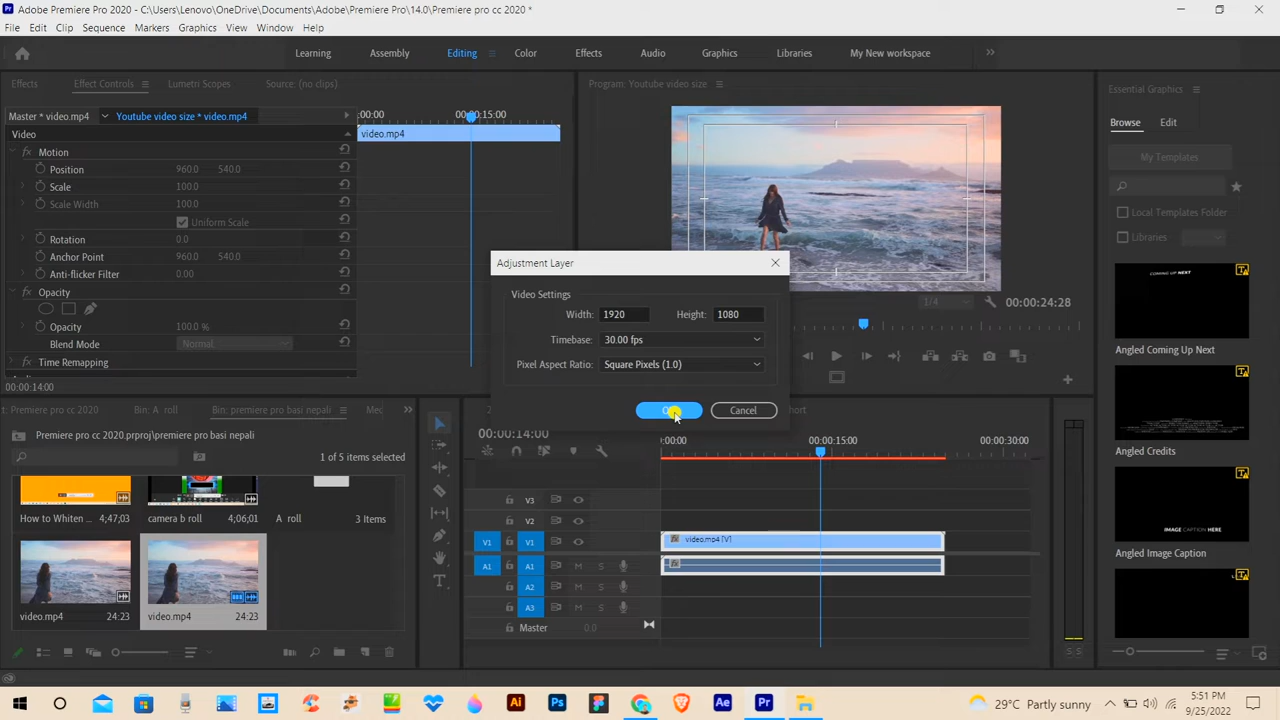 Adobe Premiere Pro 2020 - C:\Users\Lenovo\OneDrive\Documents\Adobe\Premiere Pro\14.0\Premiere pro cc 2020 *
File Edit Clip Sequence Markers Graphics View Window Help
Learning Assembly Editing Color Effects Audio Graphics Libraries My New workspace
Effects Effect Controls Lumetri Scopes Source: (no clips) Program: Youtube video size Essential Graphics
Master * video.mp4 Youtube video size * video.mp4 :00:00 00:00:15:00
Browse Edit
Video video.mp4
fx Motion
Position 960.0 540.0
My Templates
Scale 100.0
Scale Width 100.0
Uniform Scale
Local Templates Folder
Rotation 0.0
Libraries
Anchor Point 960.0 540.0
Anti-flicker Filter 0.00
fx Opacity
Opacity 100.0 %
Blend Mode Normal
Time Remapping
00:00:14:00
1/4 00:00:24:28
Adjustment Layer
Video Settings
Width: 1920 Height: 1080
Timebase: 30.00 fps
Pixel Aspect Ratio: Square Pixels (1.0)
Cancel
COMING UP NEXT
Angled Coming Up Next
Angled Credits
IMAGE CAPTION HERE
Angled Image Caption
t: Premiere pro cc 2020 Bin: A roll Bin: premiere pro basi nepali Med
Premiere pro cc 2020.prproj\premiere pro basi nepali
1 of 5 items selected
How to Whiten ... 4;47;03 camera b roll 4;06;01 A roll 3 Items
video.mp4 24:23 video.mp4 24:23
hort
00:00:14:00 :00:00 00:00:15:00 00:00:30:00
V3
V2
V1 V1 fx video.mp4 [V]
A1 A1 M S fx
A2 M S
A3 M S
Master 0.0
S S
Ai Ps Ae Pr
29°C Partly sunny
5:51 PM
9/25/2022